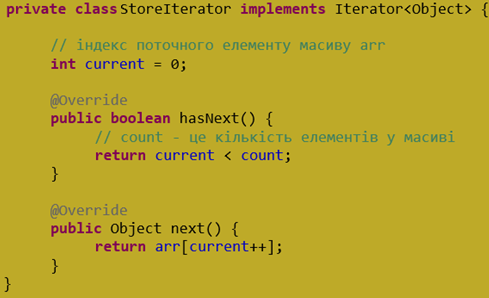 private class StoreIterator implements Iterator<Object> {
// індекс поточного елементу масиву arr
int current = 0;
@Override
public boolean hasNext() {
// count - це кількість елементів у масиві
return current < count;
}
@Override
public Object next() {
return arr[current++];
}
}